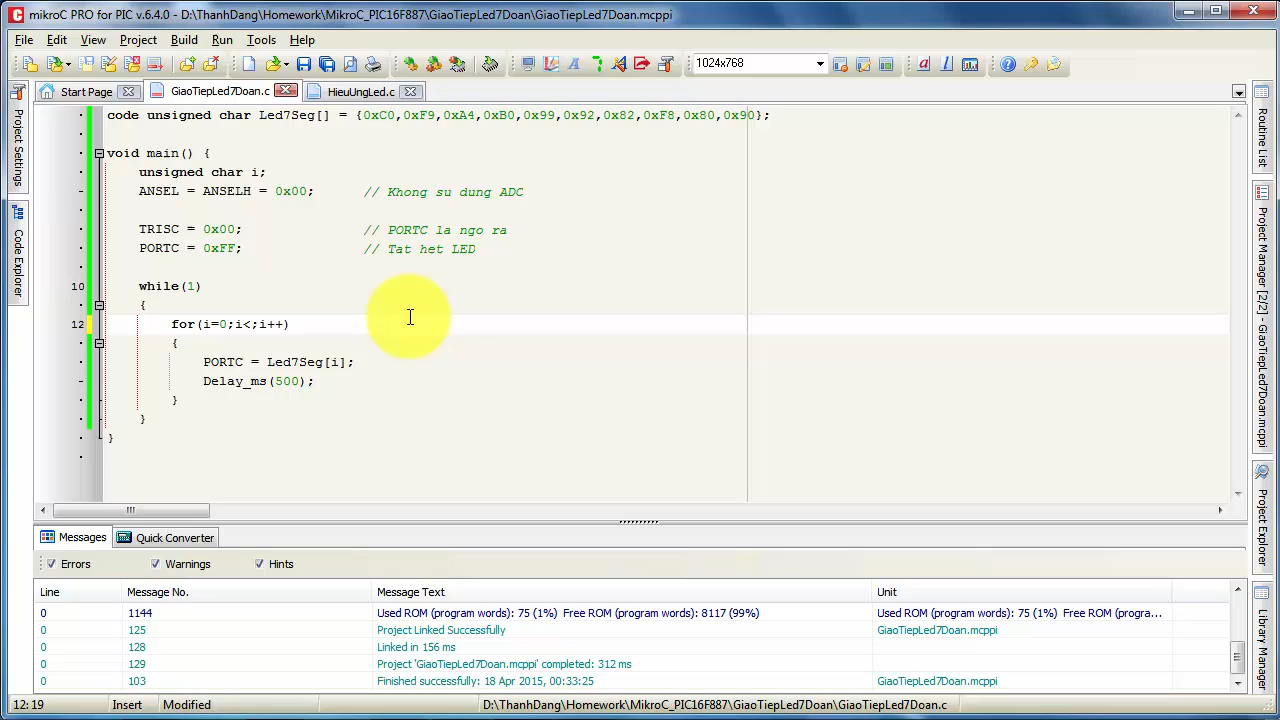 mikroC PRO for PIC v.6.4.0 - D:\ThanhDang\Homework\MikroC_PIC16F887\GiaoTiepLed7Doan\GiaoTiepLed7Doan.mcppi
File Edit View Project Build Run Tools Help
1024x768
Start Page GiaoTiepLed7Doan.c HieuUngLed.c
code unsigned char Led7Seg[] = {0xC0,0xF9,0xA4,0xB0,0x99,0x92,0x82,0xF8,0x80,0x90};
void main() {
unsigned char i;
ANSEL = ANSELH = 0x00; // Khong su dung ADC
TRISC = 0x00; // PORTC la ngo ra
PORTC = 0xFF; // Tat het LED
10 while(1)
{
12 for(i=0;i<;i++)
{
PORTC = Led7Seg[i];
Delay_ms(500);
}
}
}
Project Settings
Code Explorer
Routine List
Project Manager [2/2] - GiaoTiepLed7Doan.mcppi
Project Explorer
Library Manager
Messages Quick Converter
Errors Warnings Hints
Line Message No. Message Text Unit
0 1144 Used ROM (program words): 75 (1%) Free ROM (program words): 8117 (99%) Used ROM (program words): 75 (1%) Free ROM (progra...
0 125 Project Linked Successfully GiaoTiepLed7Doan.mcppi
0 128 Linked in 156 ms
0 129 Project 'GiaoTiepLed7Doan.mcppi' completed: 312 ms
0 103 Finished successfully: 18 Apr 2015, 00:33:25 GiaoTiepLed7Doan.mcppi
12:19 Insert Modified D:\ThanhDang\Homework\MikroC_PIC16F887\GiaoTiepLed7Doan\GiaoTiepLed7Doan.c